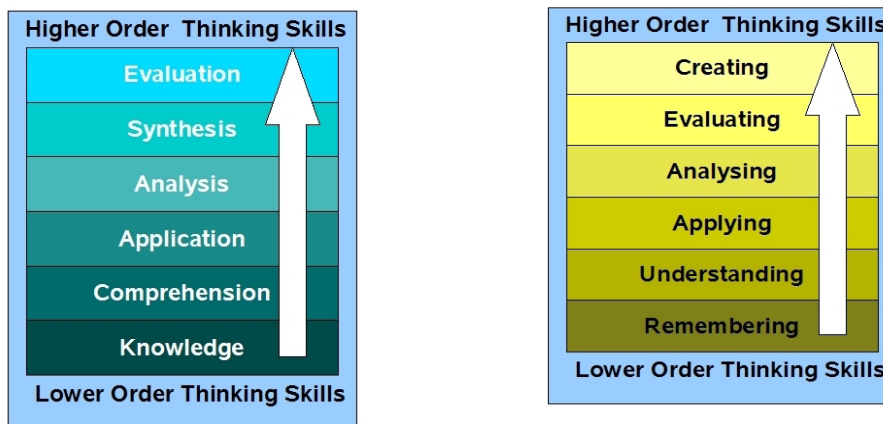 Higher Order Thinking Skills
Evaluation
Synthesis
Analysis
Application
Comprehension
Knowledge
Lower Order Thinking Skills
Higher Order Thinking Skills
Creating
Evaluating
Analysing
Applying
Understanding
Remembering
Lower Order Thinking Skills